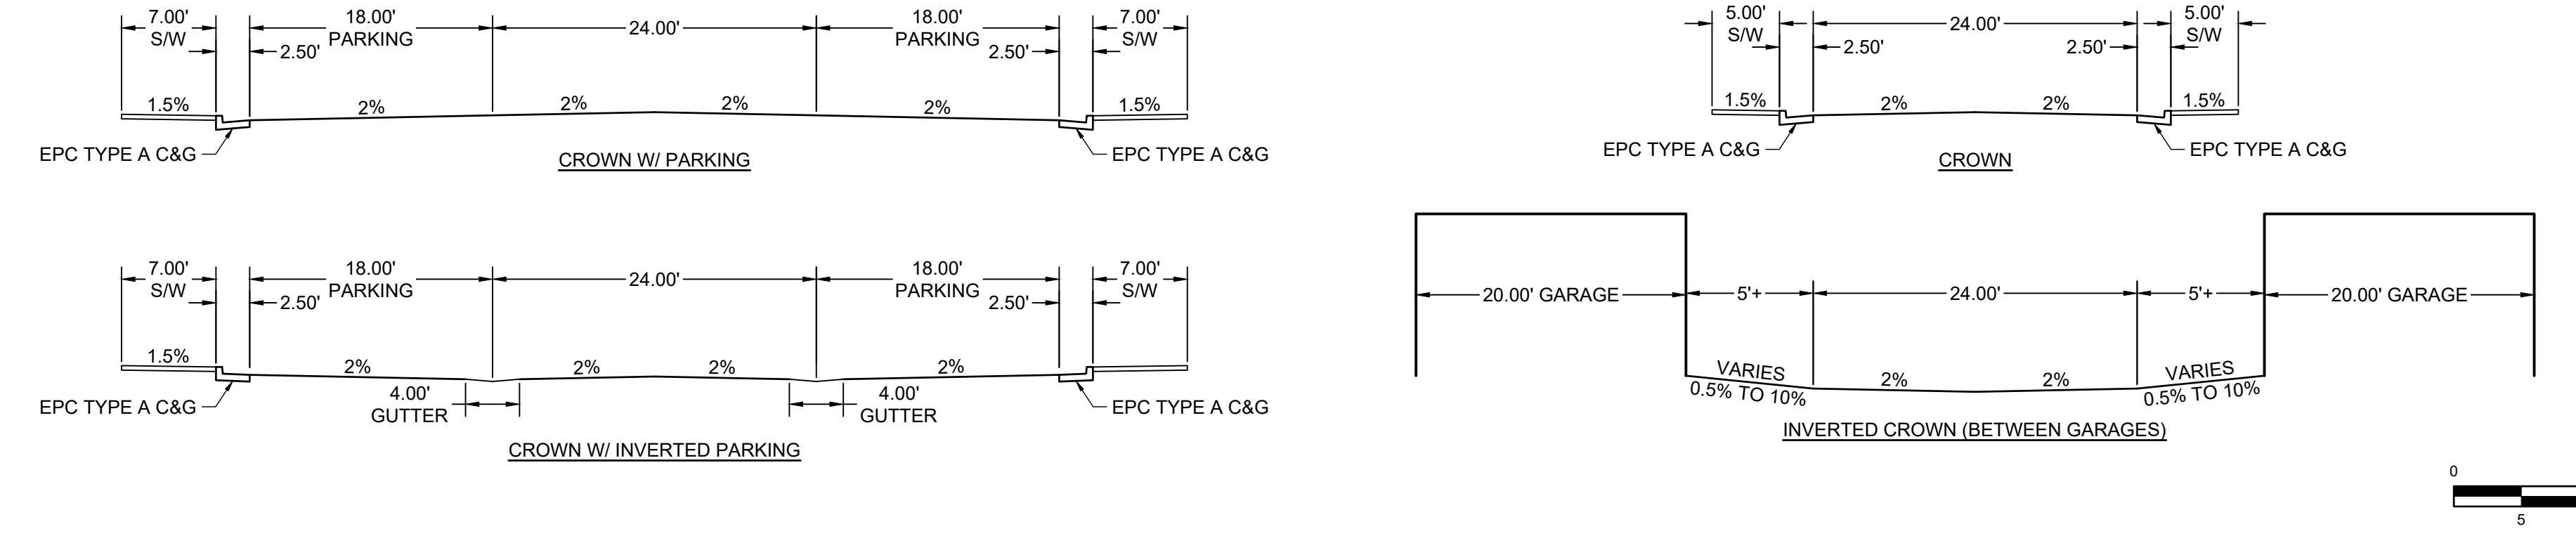 7.00'
S/W
18.00'
PARKING
24.00'
18.00'
PARKING
7.00'
S/W
2.50'
2.50'
1.5%
2%
2%
2%
2%
1.5%
EPC TYPE A C&G
EPC TYPE A C&G
CROWN W/ PARKING
5.00'
S/W
24.00'
5.00'
S/W
2.50'
2.50'
1.5%
2%
2%
1.5%
EPC TYPE A C&G
EPC TYPE A C&G
CROWN
7.00'
S/W
18.00'
PARKING
24.00'
18.00'
PARKING
7.00'
S/W
2.50'
2.50'
1.5%
2%
2%
2%
2%
4.00'
GUTTER
4.00'
GUTTER
EPC TYPE A C&G
EPC TYPE A C&G
CROWN W/ INVERTED PARKING
20.00' GARAGE
5'+
24.00'
5'+
20.00' GARAGE
VARIES
0.5% TO 10%
2%
2%
VARIES
0.5% TO 10%
INVERTED CROWN (BETWEEN GARAGES)
0
5